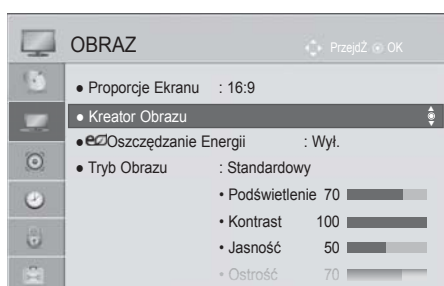 OBRAZ
PrzejdŹ OK
• Proporcje Ekranu : 16:9
• Kreator Obrazu
• eco Oszczędzanie Energii : Wył.
• Tryb Obrazu : Standardowy
• Podświetlenie 70
• Kontrast 100
• Jasność 50
• Ostrość 70